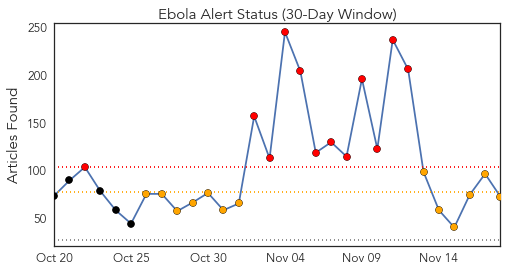 Ebola Alert Status (30-Day Window)
Articles Found
250
200
150
100
50
Oct 20 Oct 25 Oct 30 Nov 04 Nov 09 Nov 14